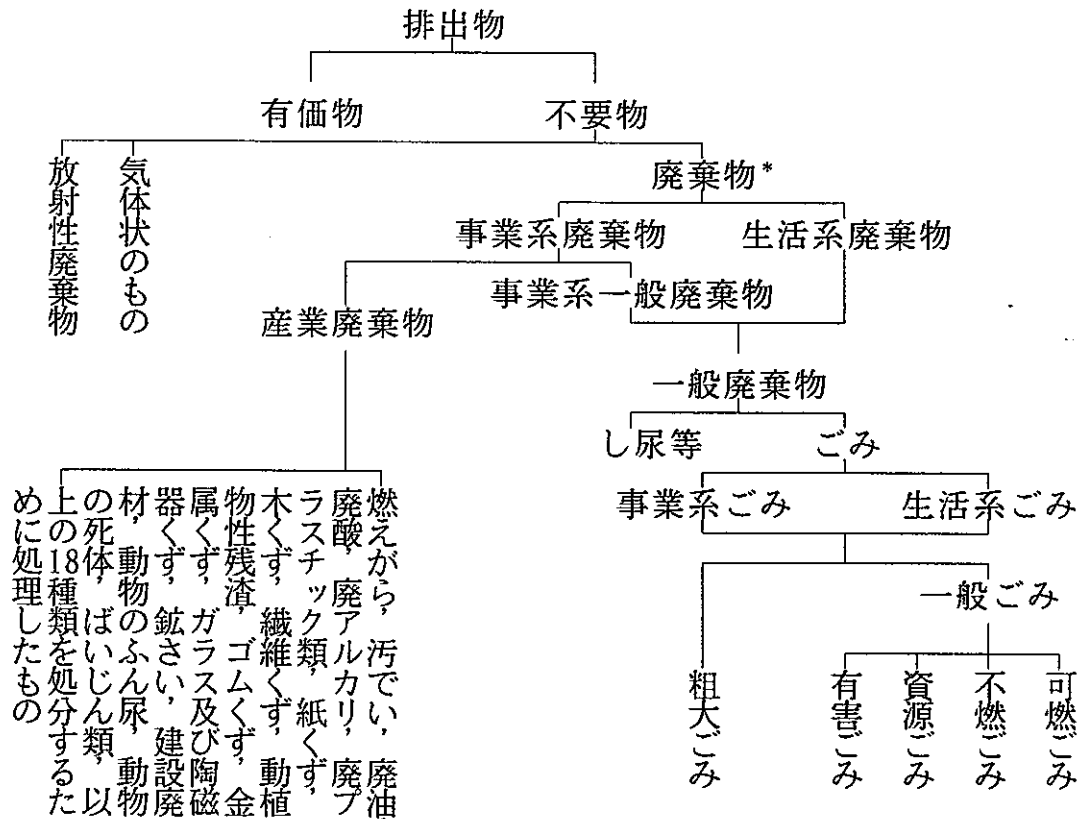 排出物
有価物
不要物
放射性廃棄物
気体状のもの
廃棄物*
事業系廃棄物
生活系廃棄物
産業廃棄物
事業系一般廃棄物
一般廃棄物
し尿等
ごみ
事業系ごみ
生活系ごみ
一般ごみ
粗大ごみ
有害ごみ
資源ごみ
不燃ごみ
可燃ごみ
燃えがら，汚でい，廃油，
廃酸，廃アルカリ，廃プ
ラスチック類，紙くず，
木くず，繊維くず，動植
物性残渣，ゴムくず，金
属くず，ガラス及び陶磁
器くず，鉱さい，建設廃
材，動物のふん尿，動物
の死体，ばいじん類，以
上の18種類を処分するた
めに処理したもの